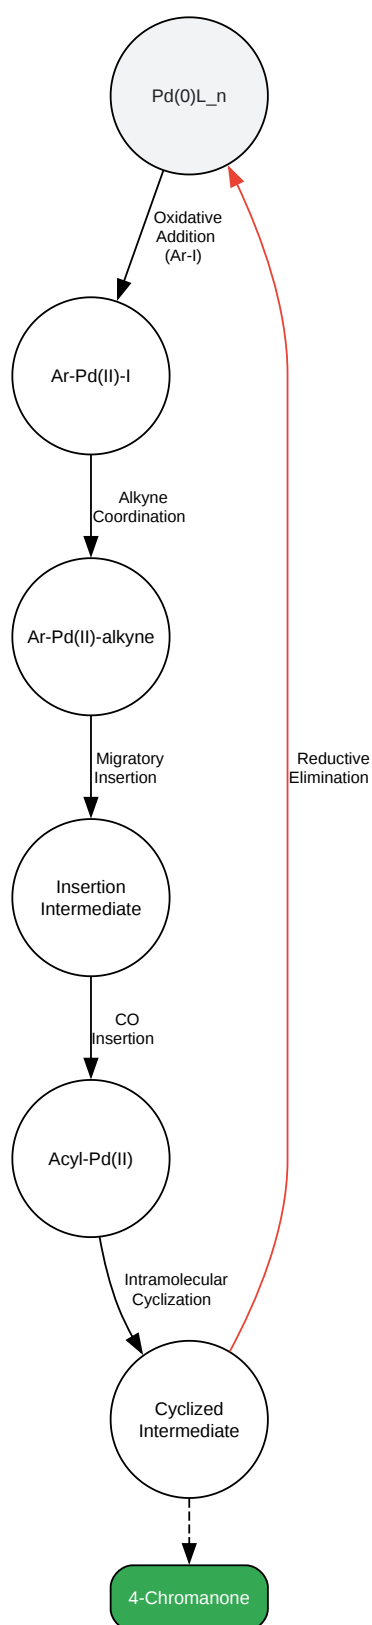 Pd(0)L_n
Oxidative
Addition
(Ar-I)
Ar-Pd(II)-I
Alkyne
Coordination
Ar-Pd(II)-alkyne
Migratory
Insertion
Reductive
Elimination
Insertion
Intermediate
CO
Insertion
Acyl-Pd(II)
Intramolecular
Cyclization
Cyclized
Intermediate
4-Chromanone